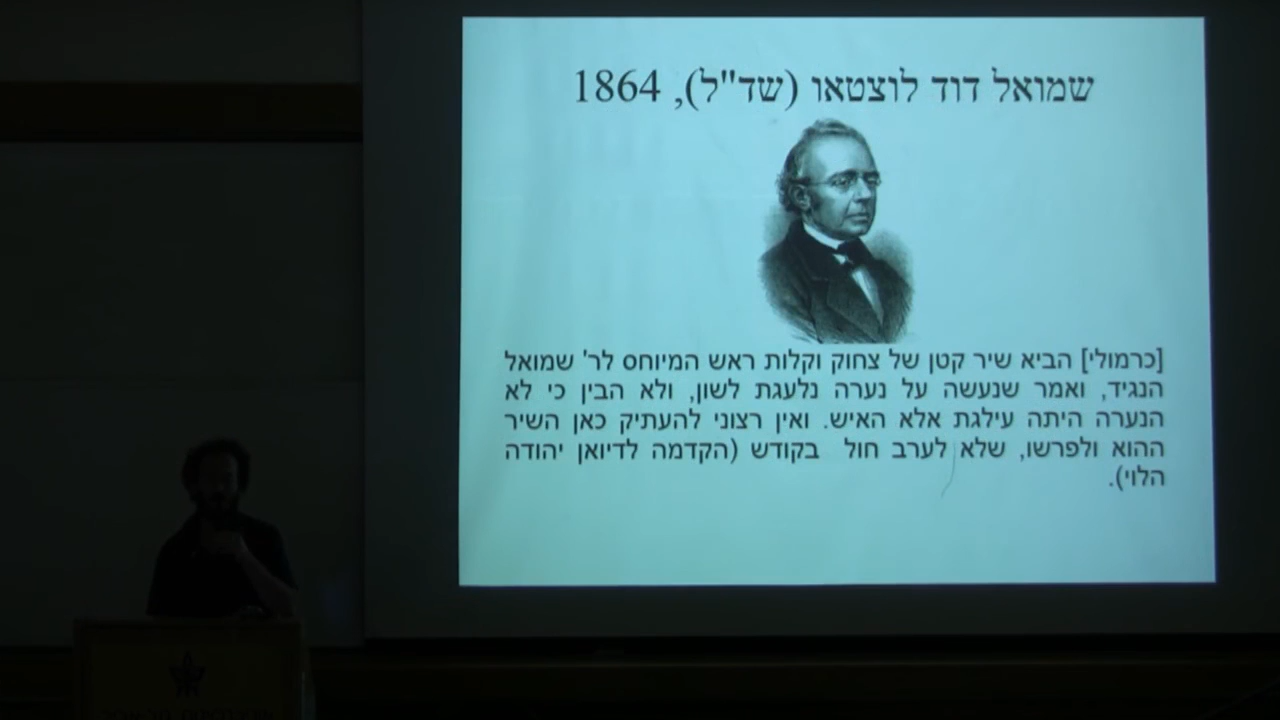 שמואל דוד לוצטאו (שד"ל), 1864
[כרמולי] הביא שיר קטן של צחוק וקלות ראש המיוחס לר' שמואל
הנגיד, ואמר שנעשה על נערה נלעגת לשון, ולא הבין כי לא
הנערה היתה עילגת אלא האיש. ואין רצוני להעתיק כאן השיר
ההוא ולפרשו, שלא לערב חול בקודש (הקדמה לדיואן יהודה
הלוי).